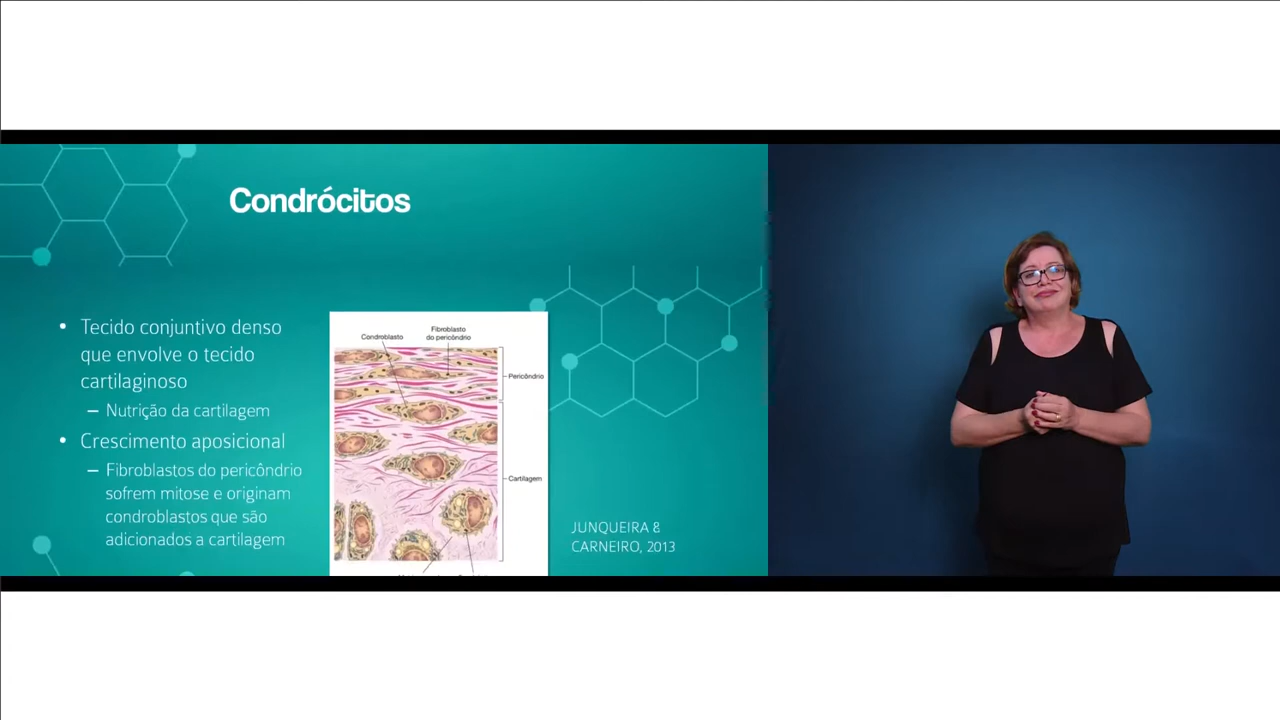 Condrócitos
• Tecido conjuntivo denso
que envolve o tecido
cartilaginoso
– Nutrição da cartilagem
• Crescimento aposicional
– Fibroblastos do pericôndrio
sofrem mitose e originam
condroblastos que são
adicionados a cartilagem
Condroblasto
Fibroblasto
do pericôndrio
Pericôndrio
Cartilagem
JUNQUEIRA &
CARNEIRO, 2013